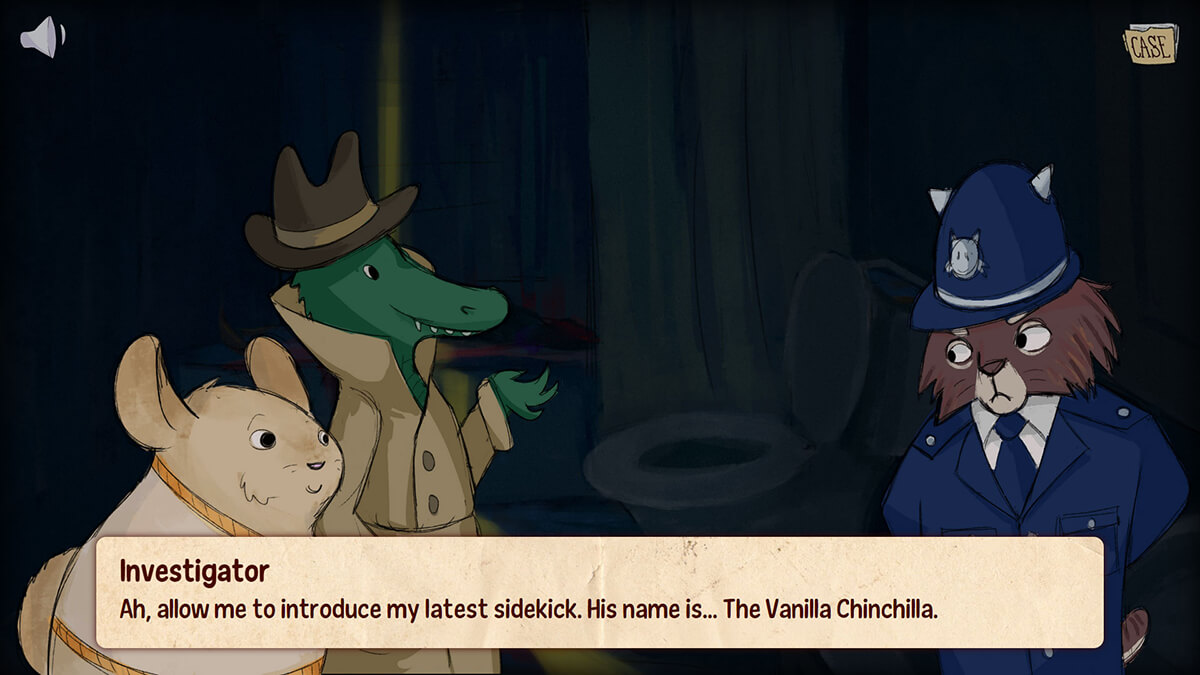 CASE
Investigator
Ah, allow me to introduce my latest sidekick. His name is... The Vanilla Chinchilla.